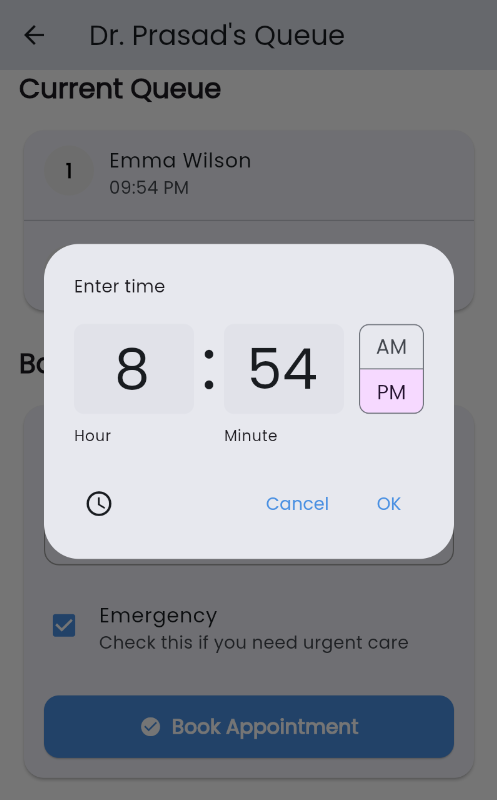 Dr. Prasad's Queue
Current Queue
1
Emma Wilson
09:54 PM
Enter time
8 : 54
AM
PM
Hour
Minute
Cancel
OK
Emergency
Check this if you need urgent care
Book Appointment